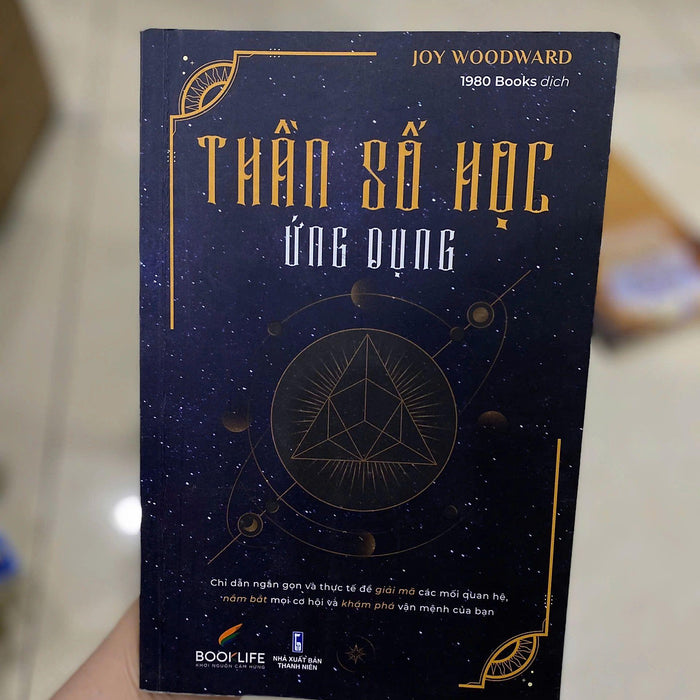 JOY WOODWARD
1980 Books dịch
THẦN SỐ HỌC
ỨNG DỤNG
Chỉ dẫn ngắn gọn và thực tế để giải mã các mối quan hệ,
nắm bắt mọi cơ hội và khám phá vận mệnh của bạn
BOOK LIFE
KHƠI NGUỒN CẢM HỨNG
NHÀ XUẤT BẢN
THANH NIÊN